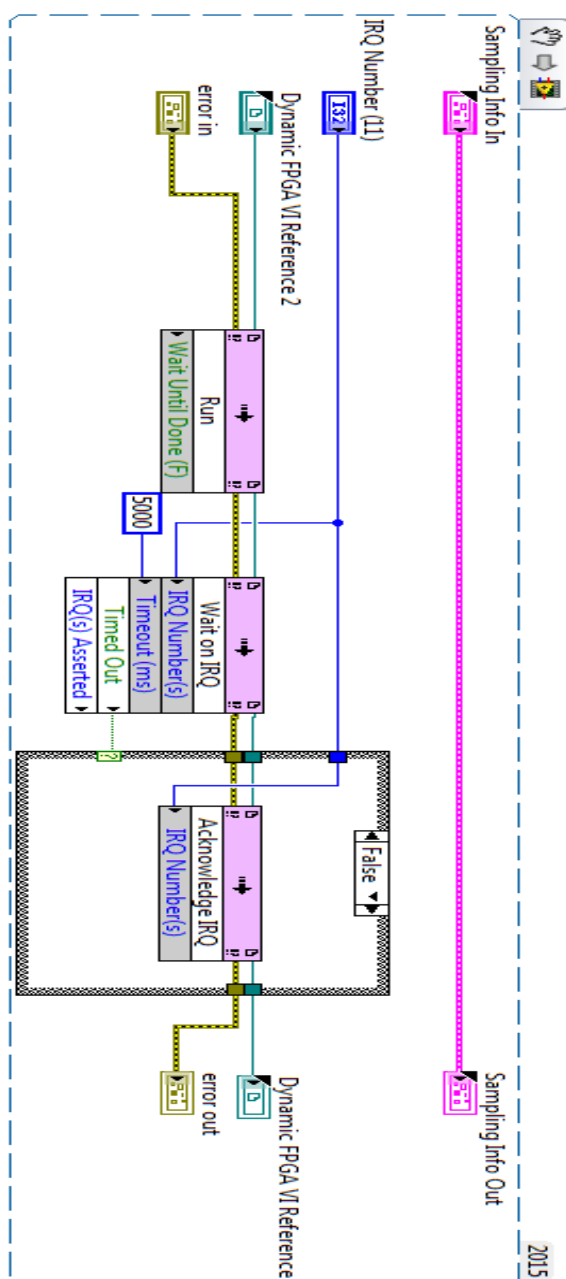 2015
Sampling Info In
Sampling Info Out
IRQ Number (11)
I32
False
Dynamic FPGA VI Reference 2
Dynamic FPGA VI Reference
error in
error out
Run
Wait Until Done (F)
5000
Wait on IRQ
IRQ Number(s)
Timeout (ms)
Timed Out
IRQ(s) Asserted
?
Acknowledge IRQ
IRQ Number(s)